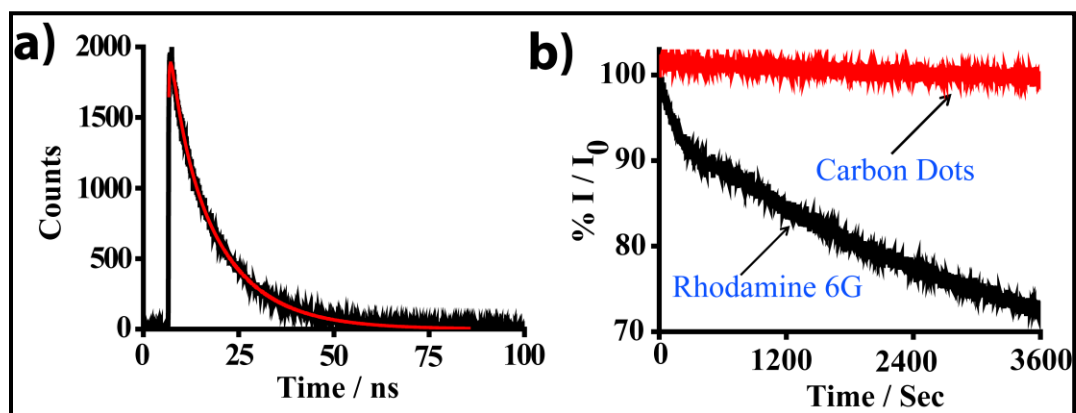 a)
Counts
2000
1500
1000
500
0
0 25 50 75 100
Time / ns
b)
% I / I0
100
90
80
70
Carbon Dots
Rhodamine 6G
0 1200 2400 3600
Time / Sec